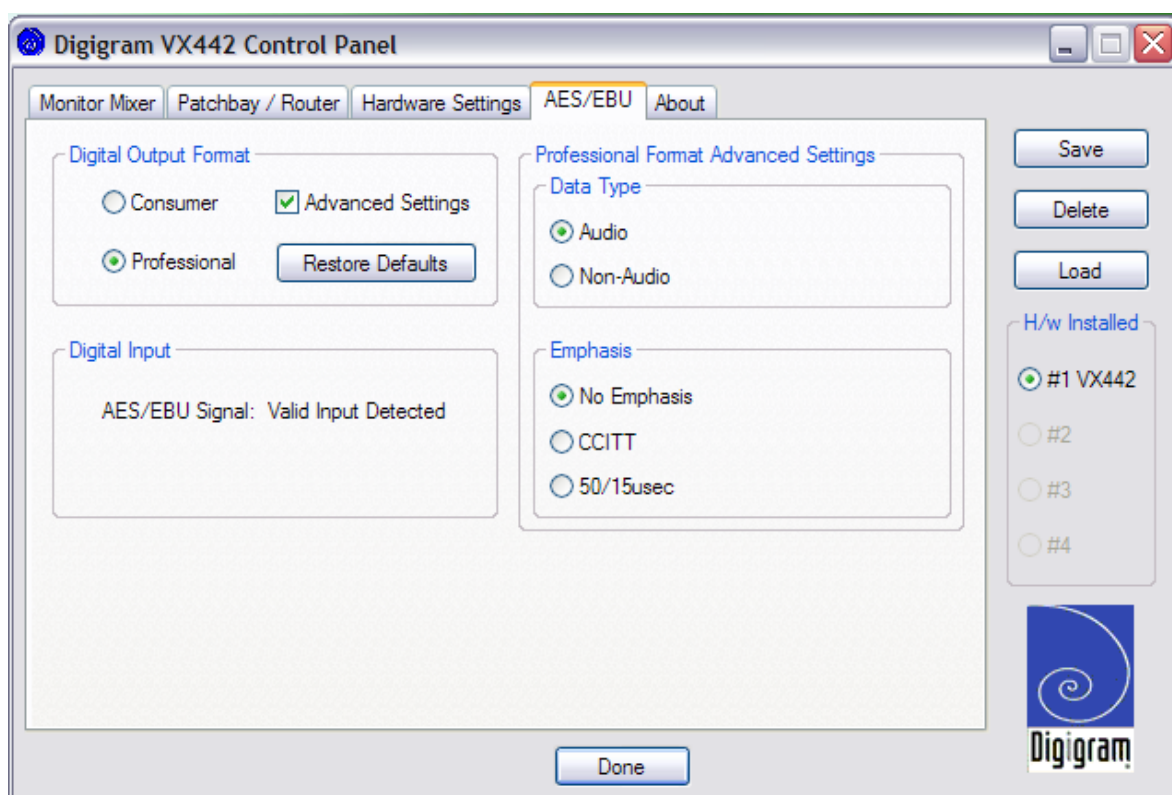 Digigram VX442 Control Panel
Monitor Mixer
Patchbay / Router
Hardware Settings
AES/EBU
About
Digital Output Format
Consumer
Advanced Settings
Professional
Restore Defaults
Digital Input
AES/EBU Signal: Valid Input Detected
Professional Format Advanced Settings
Data Type
Audio
Non-Audio
Emphasis
No Emphasis
CCITT
50/15usec
Save
Delete
Load
H/w Installed
#1 VX442
#2
#3
#4
Digigram
Done